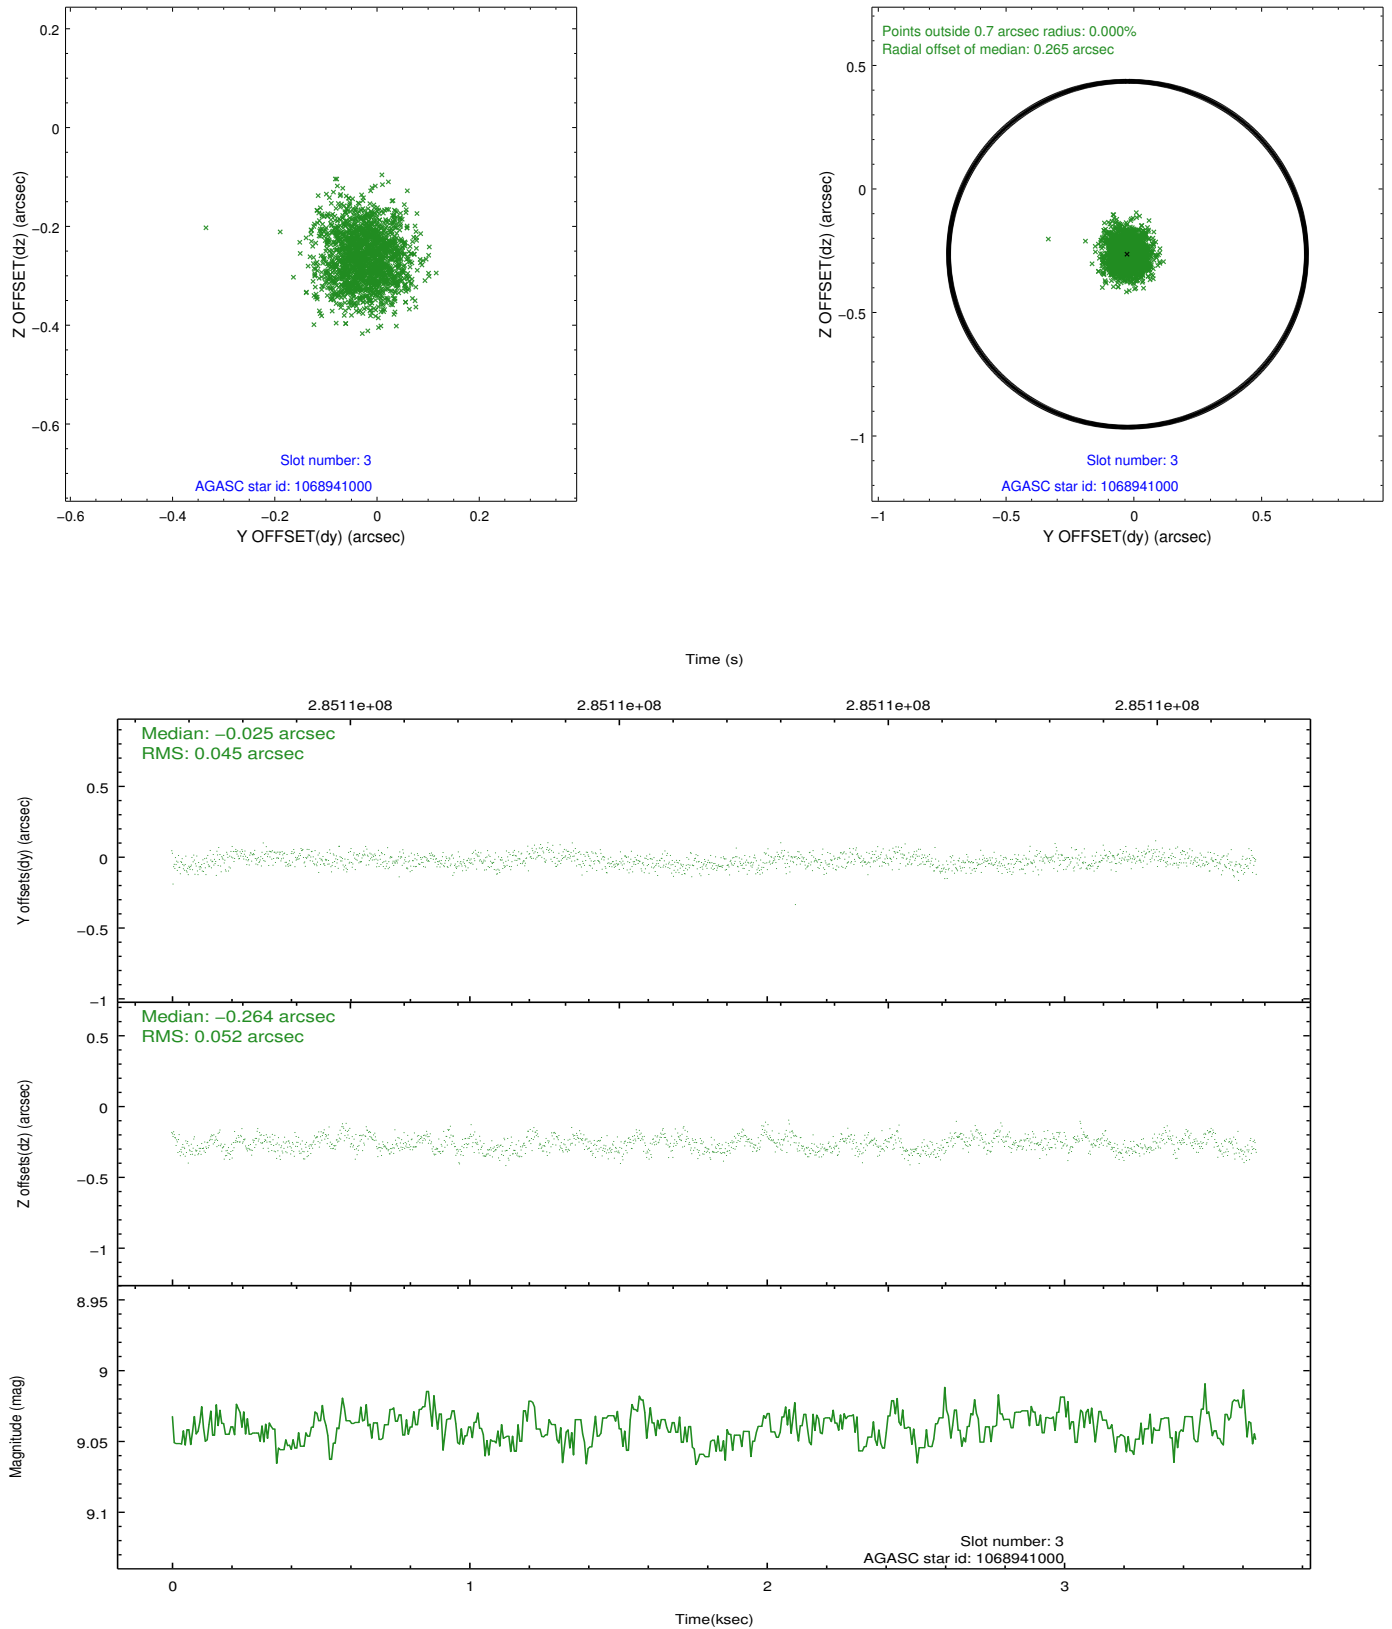 0.2
0
−0.2
−0.4
−0.6
Z OFFSET(dz) (arcsec)
Slot number: 3
AGASC star id: 1068941000
−0.6
−0.4
−0.2
0
0.2
Y OFFSET(dy) (arcsec)
Points outside 0.7 arcsec radius: 0.000%
Radial offset of median: 0.265 arcsec
0.5
0
−0.5
−1
Z OFFSET(dz) (arcsec)
Slot number: 3
AGASC star id: 1068941000
−1
−0.5
0
0.5
Y OFFSET(dy) (arcsec)
Time (s)
2.8511e+08
2.8511e+08
2.8511e+08
2.8511e+08
Median: −0.025 arcsec
RMS: 0.045 arcsec
0.5
0
−0.5
−1
Y offsets(dy) (arcsec)
Median: −0.264 arcsec
RMS: 0.052 arcsec
0.5
0
−0.5
−1
Z offsets(dz) (arcsec)
8.95
9
9.05
9.1
Magnitude (mag)
Slot number: 3
AGASC star id: 1068941000
0
1
2
3
Time(ksec)